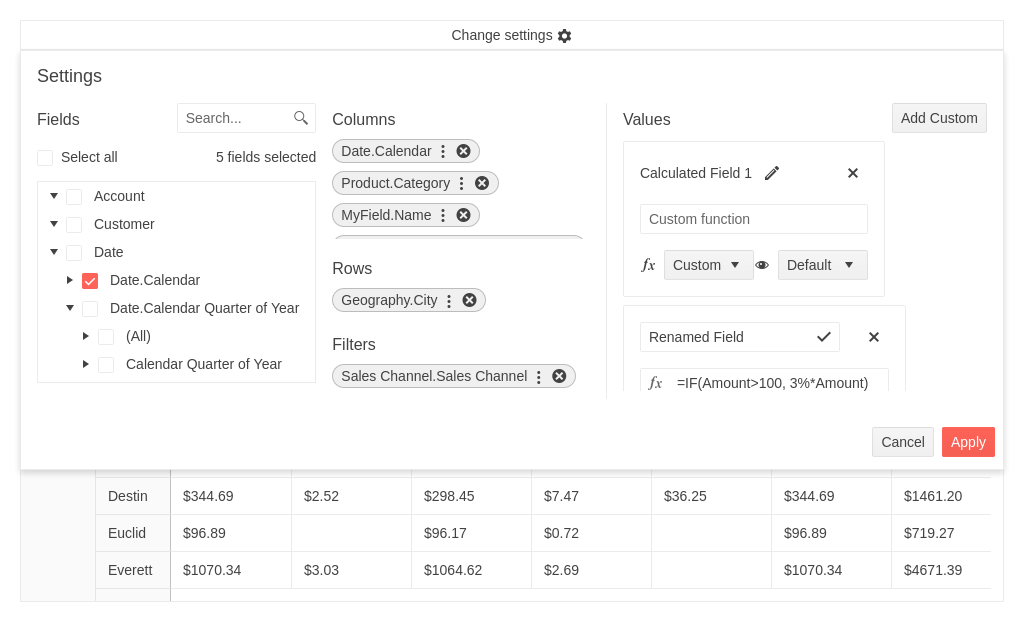 Change settings
Settings
Fields
Search...
Select all
5 fields selected
Account
Customer
Date
Date.Calendar
Date.Calendar Quarter of Year
(All)
Calendar Quarter of Year
Columns
Date.Calendar
Product.Category
MyField.Name
Rows
Geography.City
Filters
Sales Channel.Sales Channel
Values
Add Custom
Calculated Field 1
Custom function
fx Custom Default
Renamed Field
fx =IF(Amount>100, 3%*Amount)
Cancel Apply
Destin $344.69 $2.52 $298.45 $7.47 $36.25 $344.69 $1461.20
Euclid $96.89 $96.17 $0.72 $96.89 $719.27
Everett $1070.34 $3.03 $1064.62 $2.69 $1070.34 $4671.39